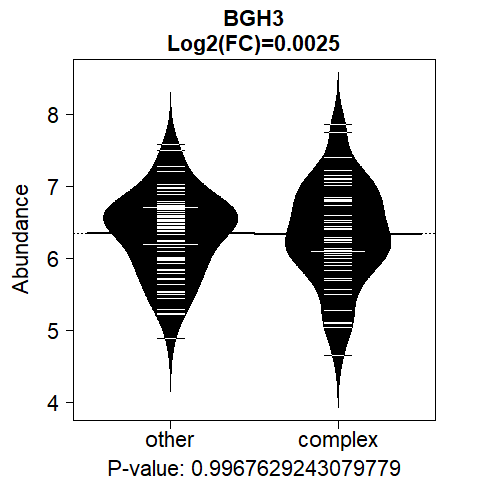 BGH3
Log2(FC)=0.0025
Abundance
8
7
6
5
4
other complex
P-value: 0.9967629243079779